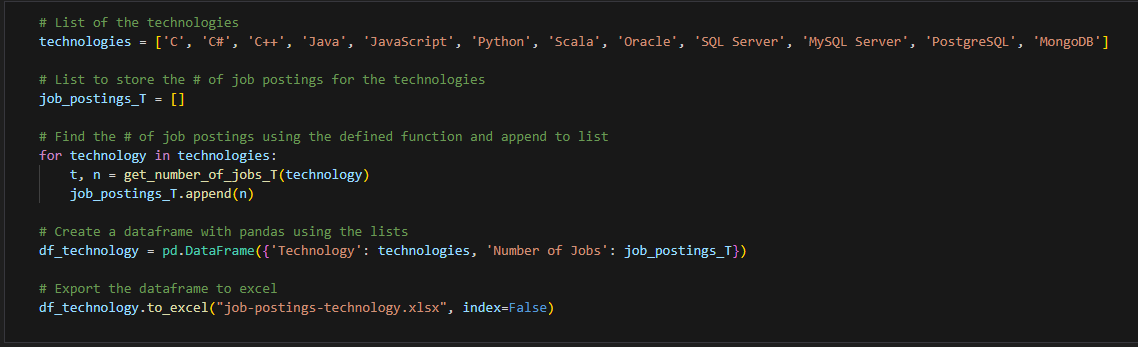 # List of the technologies
technologies = ['C', 'C#', 'C++', 'Java', 'JavaScript', 'Python', 'Scala', 'Oracle', 'SQL Server', 'MySQL Server', 'PostgreSQL', 'MongoDB']
# List to store the # of job postings for the technologies
job_postings_T = []
# Find the # of job postings using the defined function and append to list
for technology in technologies:
    t, n = get_number_of_jobs_T(technology)
    job_postings_T.append(n)
# Create a dataframe with pandas using the lists
df_technology = pd.DataFrame({'Technology': technologies, 'Number of Jobs': job_postings_T})
# Export the dataframe to excel
df_technology.to_excel("job-postings-technology.xlsx", index=False)